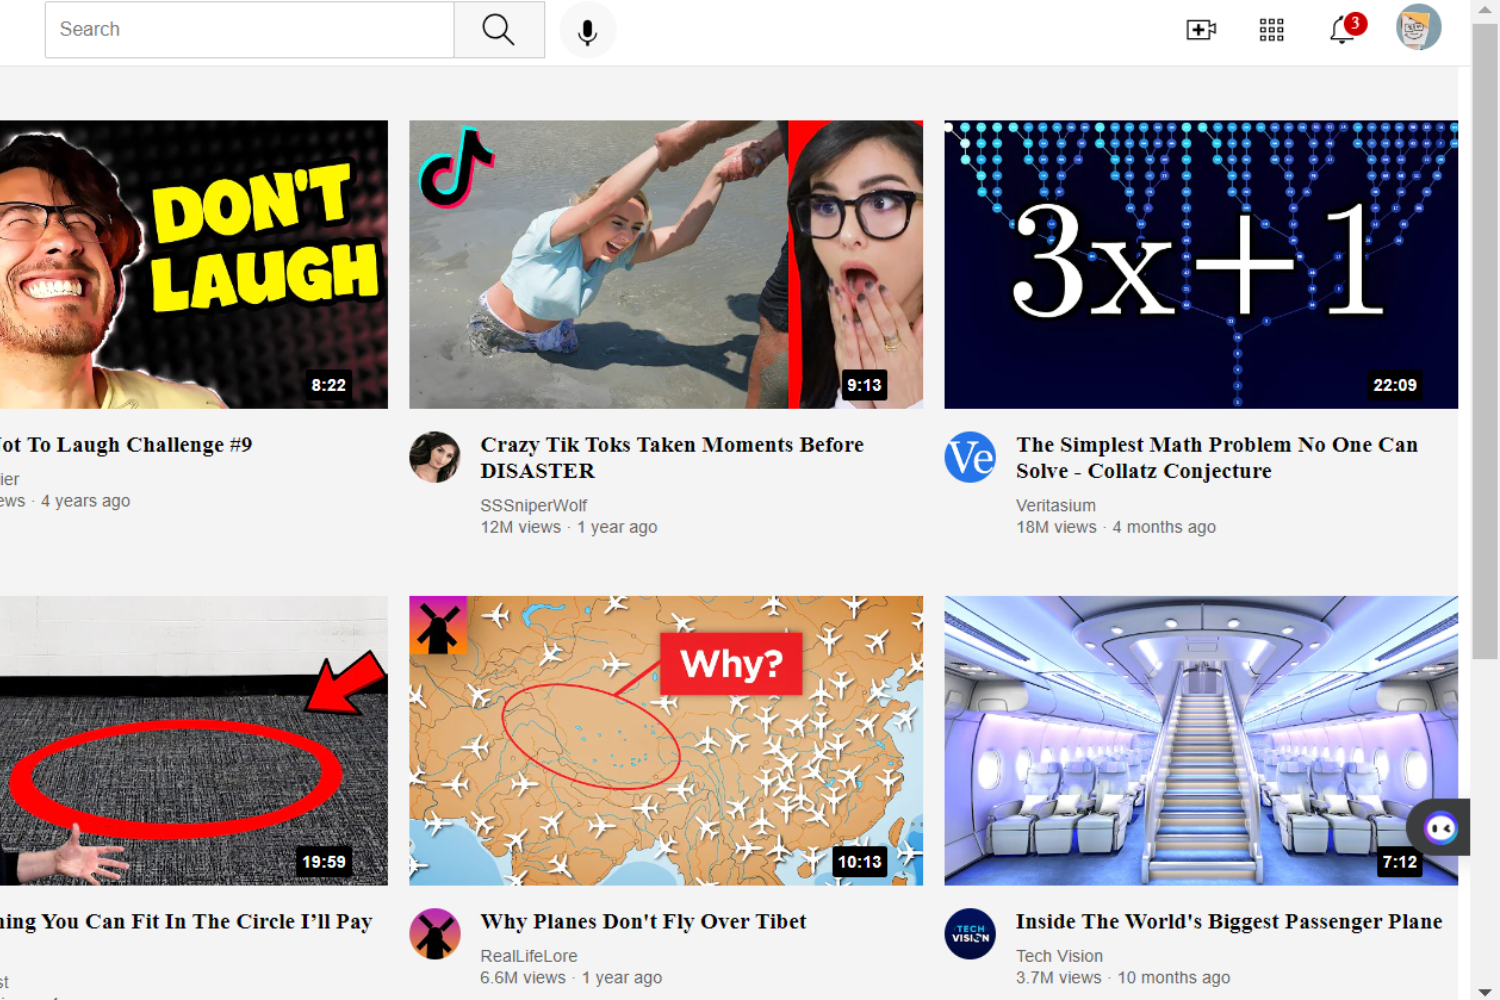 Search
3
DON'T
LAUGH
8:22
9:13
3x+1
22:09
To Laugh Challenge #9
4 years ago
Crazy Tik Toks Taken Moments Before
DISASTER
SSSniperWolf
12M views · 1 year ago
Ve
The Simplest Math Problem No One Can
Solve - Collatz Conjecture
Veritasium
18M views · 4 months ago
19:59
Why?
10:13
7:12
You Can Fit In The Circle I'll Pay
Why Planes Don't Fly Over Tibet
RealLifeLore
6.6M views · 1 year ago
TECH
VISION
Inside The World's Biggest Passenger Plane
Tech Vision
3.7M views · 10 months ago